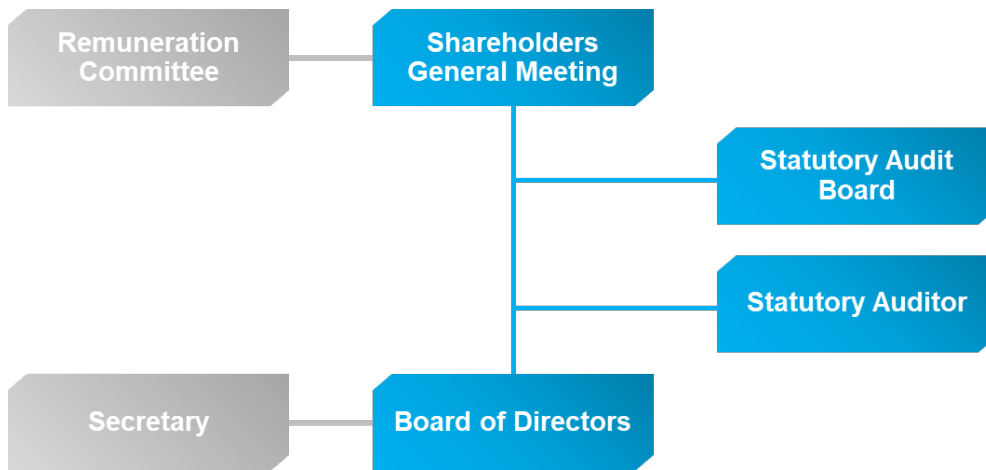 Remuneration
Committee
Shareholders
General Meeting
Statutory Audit
Board
Statutory Auditor
Secretary
Board of Directors